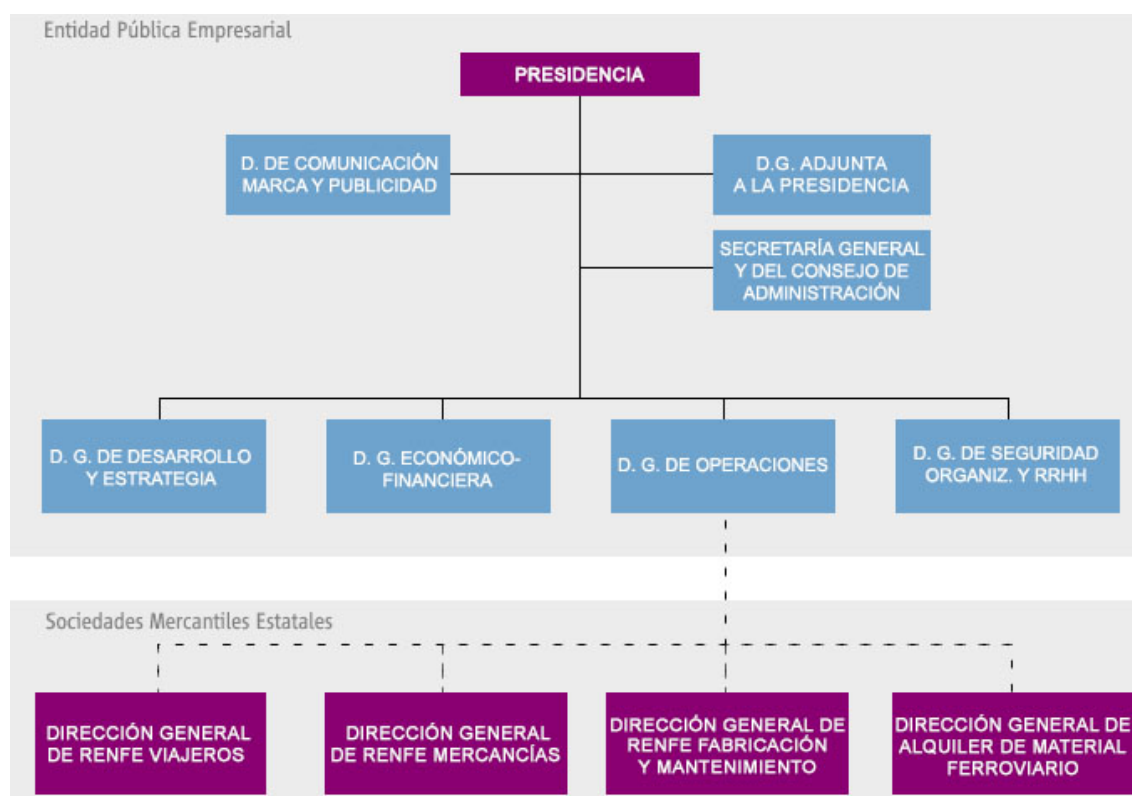 Entidad Pública Empresarial
PRESIDENCIA
D. DE COMUNICACIÓN
MARCA Y PUBLICIDAD
D.G. ADJUNTA
A LA PRESIDENCIA
SECRETARÍA GENERAL
Y DEL CONSEJO DE
ADMINISTRACIÓN
D. G. DE DESARROLLO
Y ESTRATEGIA
D. G. ECONÓMICO-
FINANCIERA
D. G. DE OPERACIONES
D. G. DE SEGURIDAD
ORGANIZ. Y RRHH
Sociedades Mercantiles Estatales
DIRECCIÓN GENERAL
DE RENFE VIAJEROS
DIRECCIÓN GENERAL
DE RENFE MERCANCÍAS
DIRECCIÓN GENERAL DE
RENFE FABRICACIÓN
Y MANTENIMIENTO
DIRECCIÓN GENERAL DE
ALQUILER DE MATERIAL
FERROVIARIO